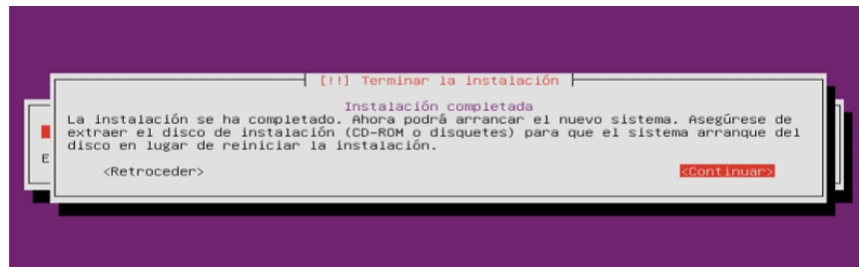 [!!] Terminar la instalación
Instalación completada
La instalación se ha completado. Ahora podrá arrancar el nuevo sistema. Asegúrese de
extraer el disco de instalación (CD-ROM o disquetes) para que el sistema arranque del
disco en lugar de reiniciar la instalación.
E
<Retroceder> <Continuar>